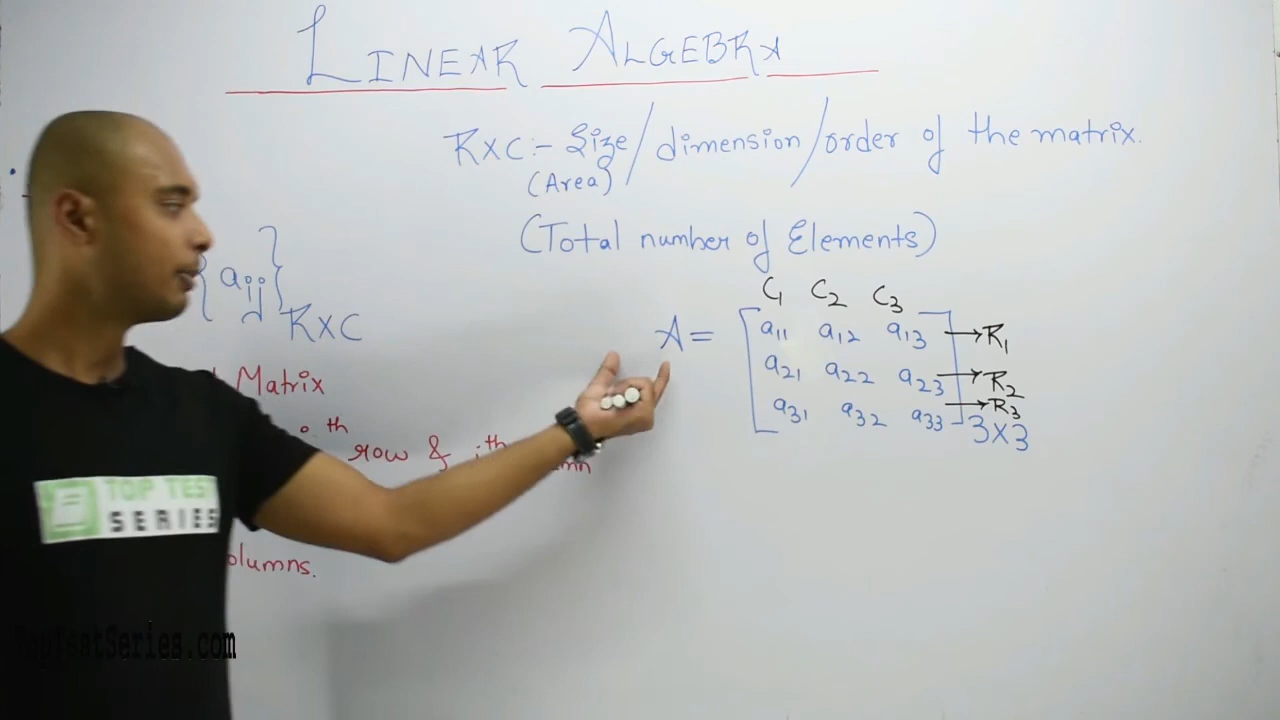 LINEAR ALGEBRA
RXC :- Size / dimension / order of the matrix.
(Area)
(Total number of Elements)
{ aij }RXC
C1 C2 C3
A = [ a11 a12 a13 → R1
a21 a22 a23 → R2
a31 a32 a33 ] → R3
3X3
Matrix
th row & jth
olumns.
TOP TEST
SERIES
TopTestSeries.com